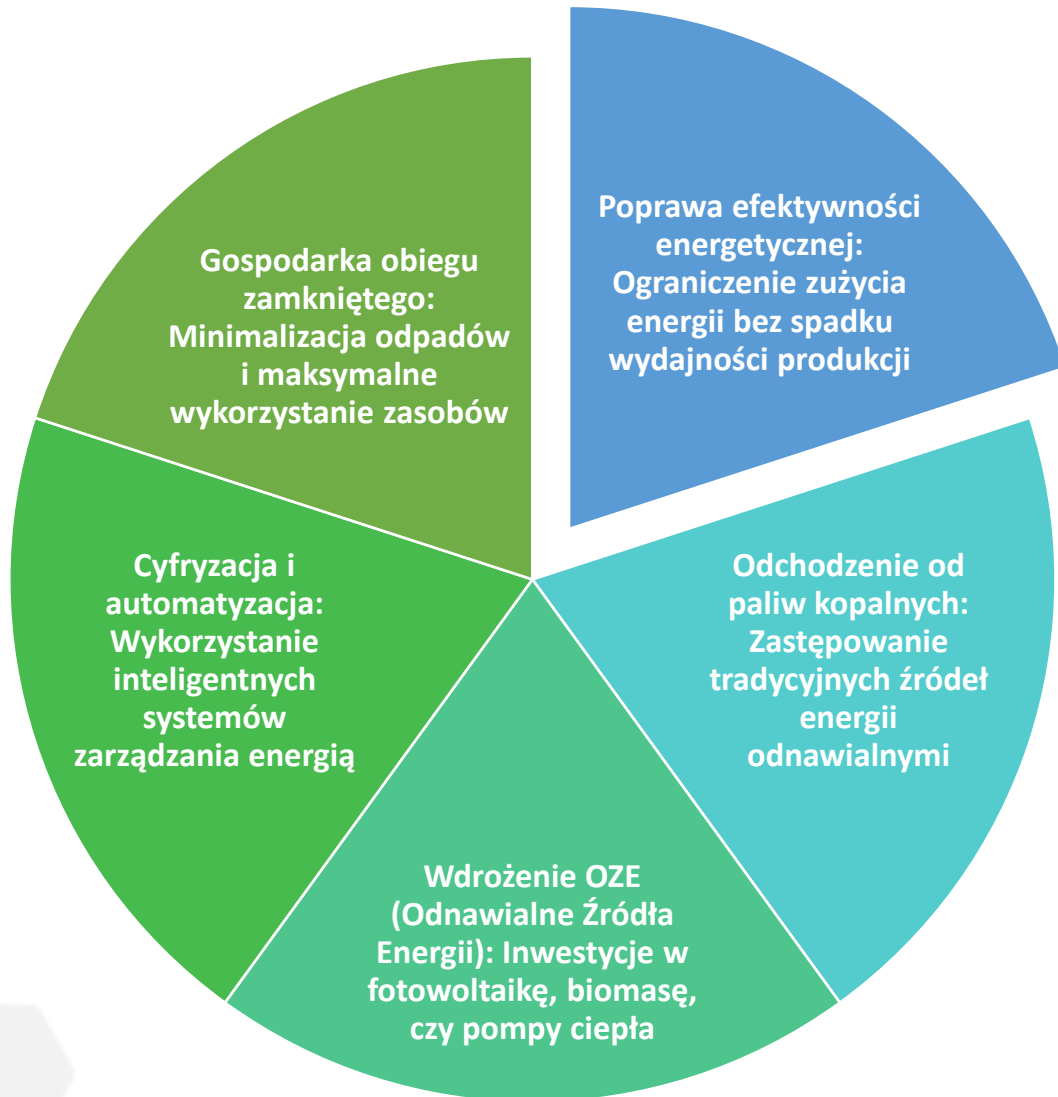 Poprawa efektywności
energetycznej:
Ograniczenie zużycia
energii bez spadku
wydajności produkcji
Odchodzenie od
paliw kopalnych:
Zastępowanie
tradycyjnych źródeł
energii
odnawialnymi
Wdrożenie OZE
(Odnawialne Źródła
Energii): Inwestycje w
fotowoltaikę, biomasę,
czy pompy ciepła
Cyfryzacja i
automatyzacja:
Wykorzystanie
inteligentnych
systemów
zarządzania energią
Gospodarka obiegu
zamkniętego:
Minimalizacja odpadów
i maksymalne
wykorzystanie zasobów